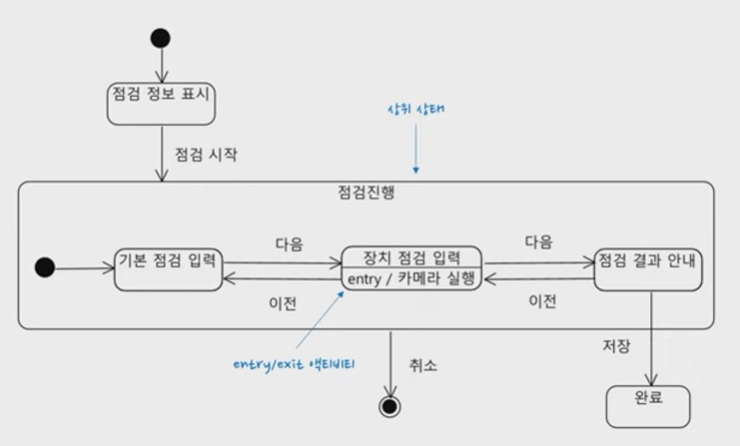 점검 정보 표시
상위 상태
점검 시작
점검진행
기본 점검 입력
다음
장치 점검 입력
entry / 카메라 실행
다음
점검 결과 안내
이전
이전
entry/exit 액티비티
취소
저장
완료